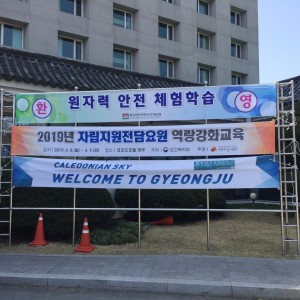 환 원자력 안전 체험학습 영
2019년 자립지원전담요원 역량강화교육
CALEDONIAN SKY
WELCOME TO GYEONGJU